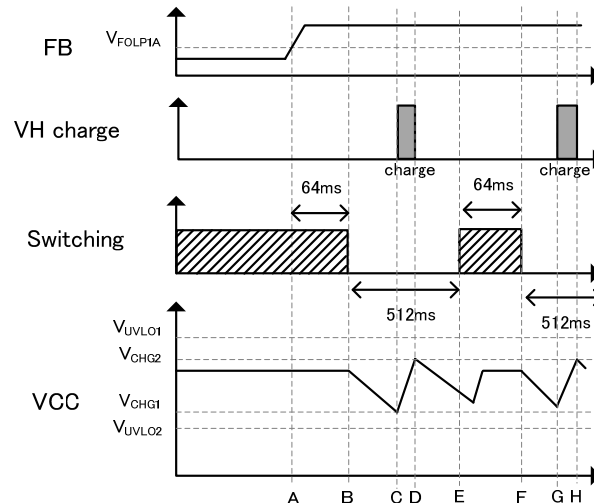 FB
VFOLP1A
VH charge
charge
charge
64ms
64ms
Switching
512ms
512ms
VUVLO1
VCHG2
VCC
VCHG1
VUVLO2
A B C D E F G H